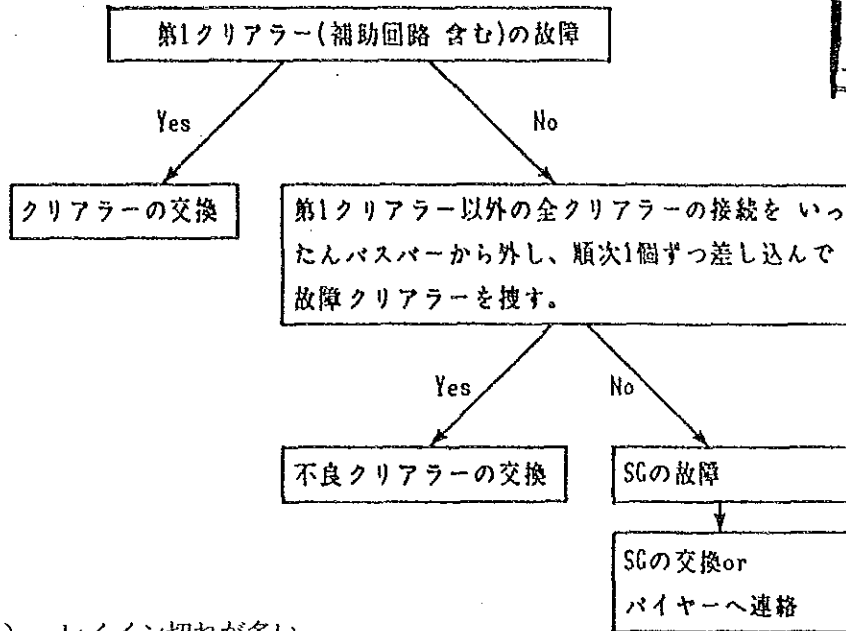 第1クリアラー(補助回路 含む)の故障
Yes
No
クリアラーの交換
第1クリアラー以外の全クリアラーの接続を いっ
たんバスバーから外し、順次1個ずつ差し込んで
故障クリアラーを捜す。
Yes
No
不良クリアラーの交換
SGの故障
SGの交換or
バイヤーへ連絡